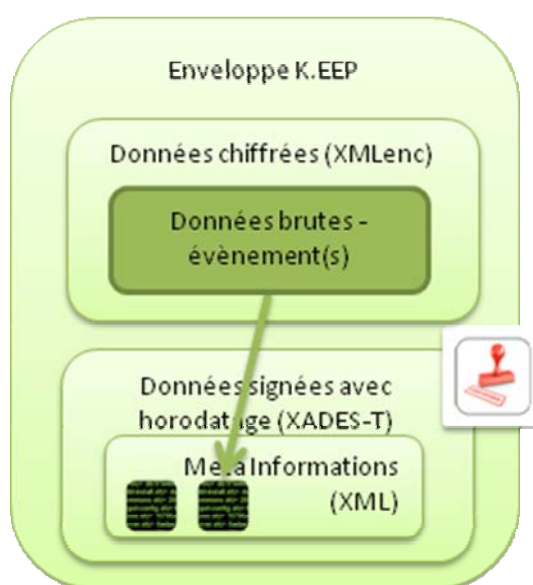 Enveloppe K.EEP
Données chiffrées (XMLenc)
Données brutes -
évènement(s)
Données signées avec
horodatage (XADES-T)
Meta Informations
(XML)